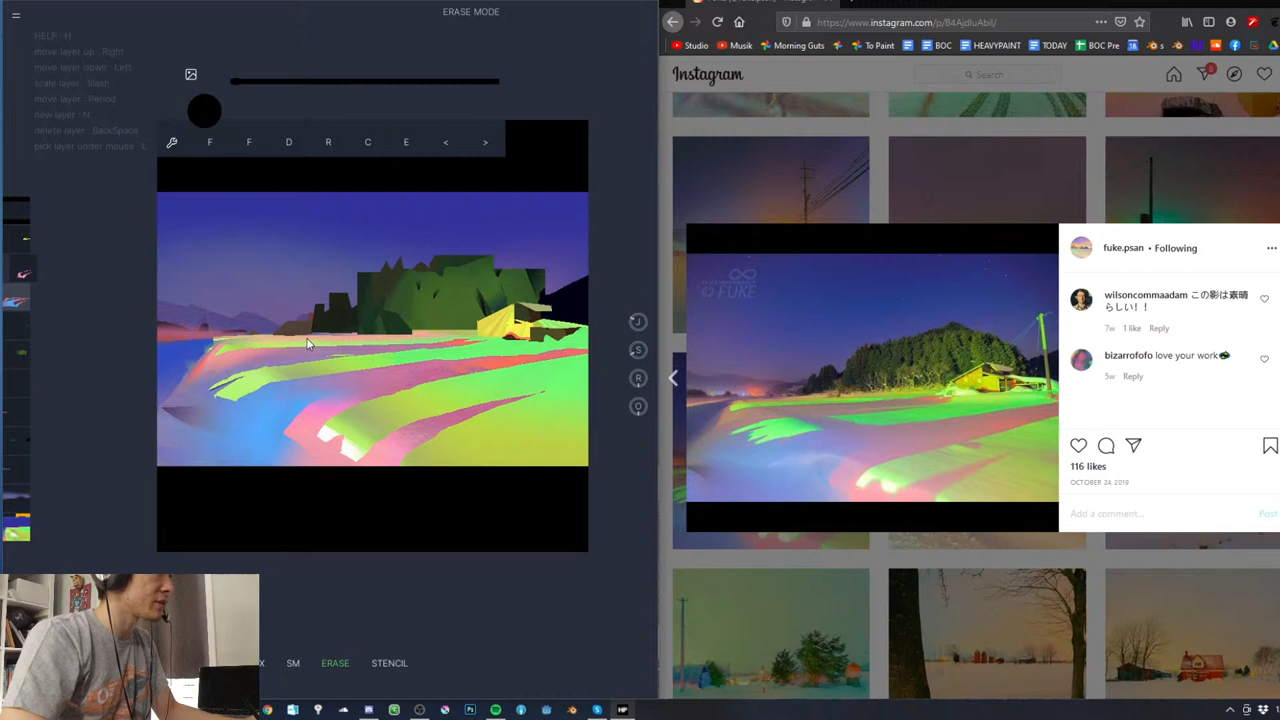 ERASE MODE
HELP : H
move layer up : Right
move layer down : Left
scale layer : Slash
move layer : Period
new layer : N
delete layer : BackSpace
pick layer under mouse : L
F F D R C E < >
J
S
R
O
X SM ERASE STENCIL
https://www.instagram.com/p/B4AjdIuAbiI/
Studio Musik Morning Guts To Paint BOC HEAVYPAINT TODAY BOC Pre
Instagram
Search
FUKE
fuke.psan • Following
wilsoncommaadam この影は素晴
らしい！！
7w 1 like Reply
bizarrofofo love your work
5w Reply
116 likes
OCTOBER 24, 2019
Add a comment... Post